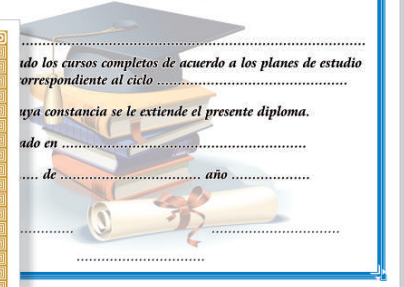 ...............................................................................
ado los cursos completos de acuerdo a los planes de estudio
orrespondiente al ciclo ................................................
uya constancia se le extiende el presente diploma.
ado en .............................................................
..... de ................................... año ....................
............. .................................
................................